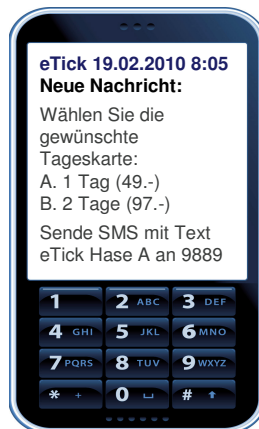 eTick 19.02.2010 8:05
Neue Nachricht:
Wählen Sie die
gewünschte
Tageskarte:
A. 1 Tag (49.-)
B. 2 Tage (97.-)
Sende SMS mit Text
eTick Hase A an 9889
1 2 ABC 3 DEF
4 GHI 5 JKL 6 MNO
7 PQRS 8 TUV 9 WXYZ
* + 0 #